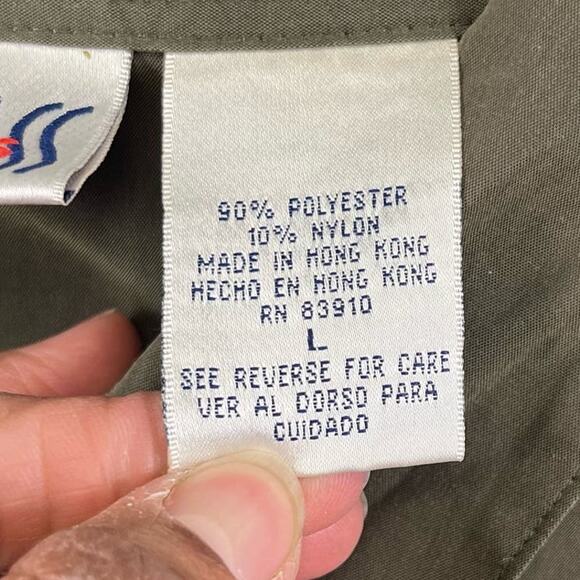 90% POLYESTER
10% NYLON
MADE IN HONG KONG
HECHO EN HONG KONG
RN 83910
L
SEE REVERSE FOR CARE
VER AL DORSO PARA
CUIDADO